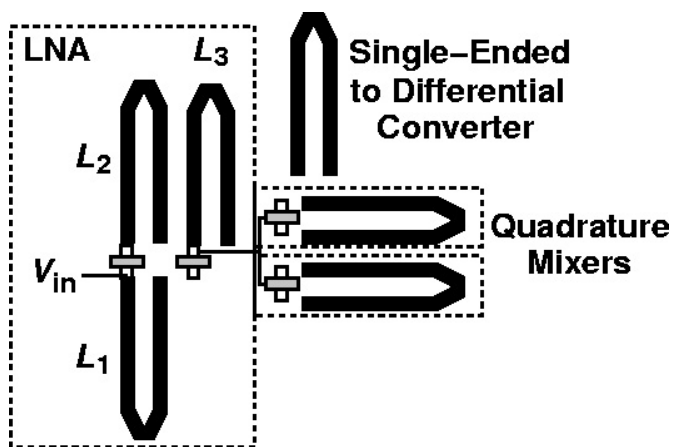 LNA
L3
Single–Ended
to Differential
Converter
L2
Quadrature
Mixers
Vin
L1